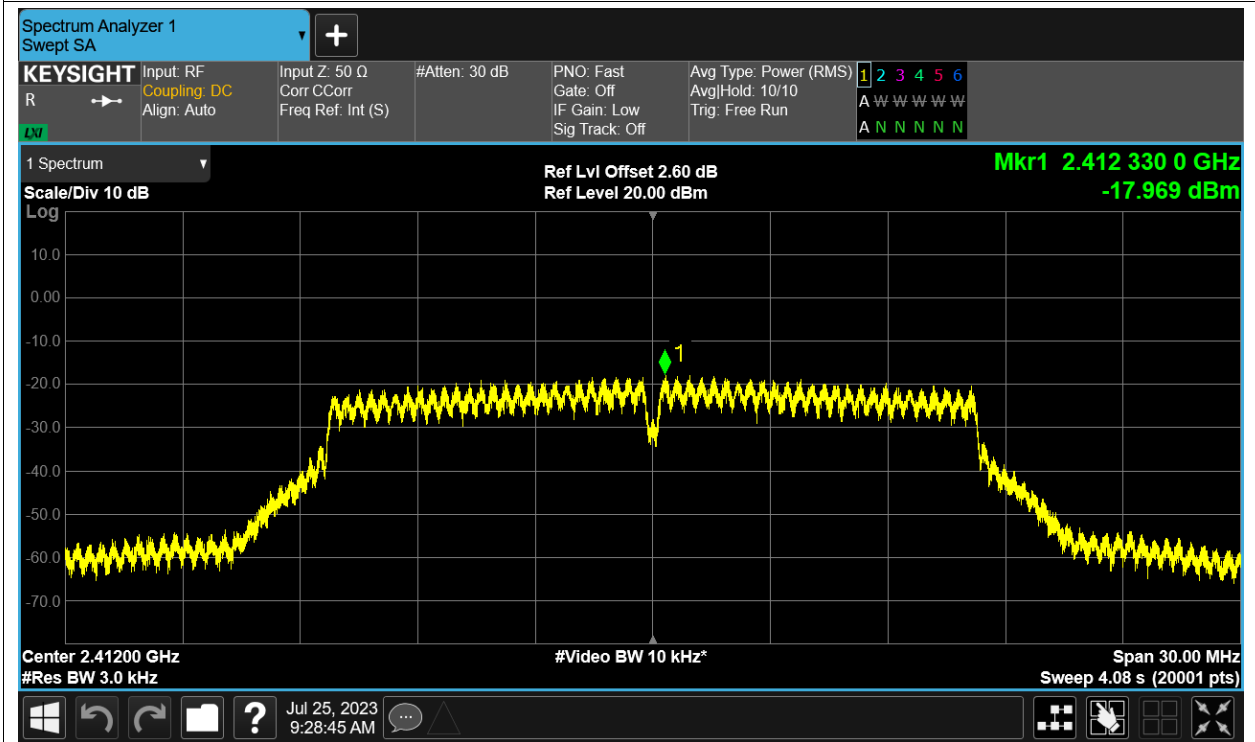 Spectrum Analyzer 1
Swept SA
KEYSIGHT
R
LXI
Input: RF
Coupling: DC
Align: Auto
Input Z: 50 Ω
Corr CCorr
Freq Ref: Int (S)
#Atten: 30 dB
PNO: Fast
Gate: Off
IF Gain: Low
Sig Track: Off
Avg Type: Power (RMS)
Avg|Hold: 10/10
Trig: Free Run
1 2 3 4 5 6
A W W W W W
A N N N N N
1 Spectrum
Scale/Div 10 dB
Log
Ref Lvl Offset 2.60 dB
Ref Level 20.00 dBm
Mkr1 2.412 330 0 GHz
-17.969 dBm
10.0
0.00
-10.0
-20.0
-30.0
-40.0
-50.0
-60.0
-70.0
1
Center 2.41200 GHz
#Res BW 3.0 kHz
#Video BW 10 kHz*
Span 30.00 MHz
Sweep 4.08 s (20001 pts)
?
Jul 25, 2023
9:28:45 AM